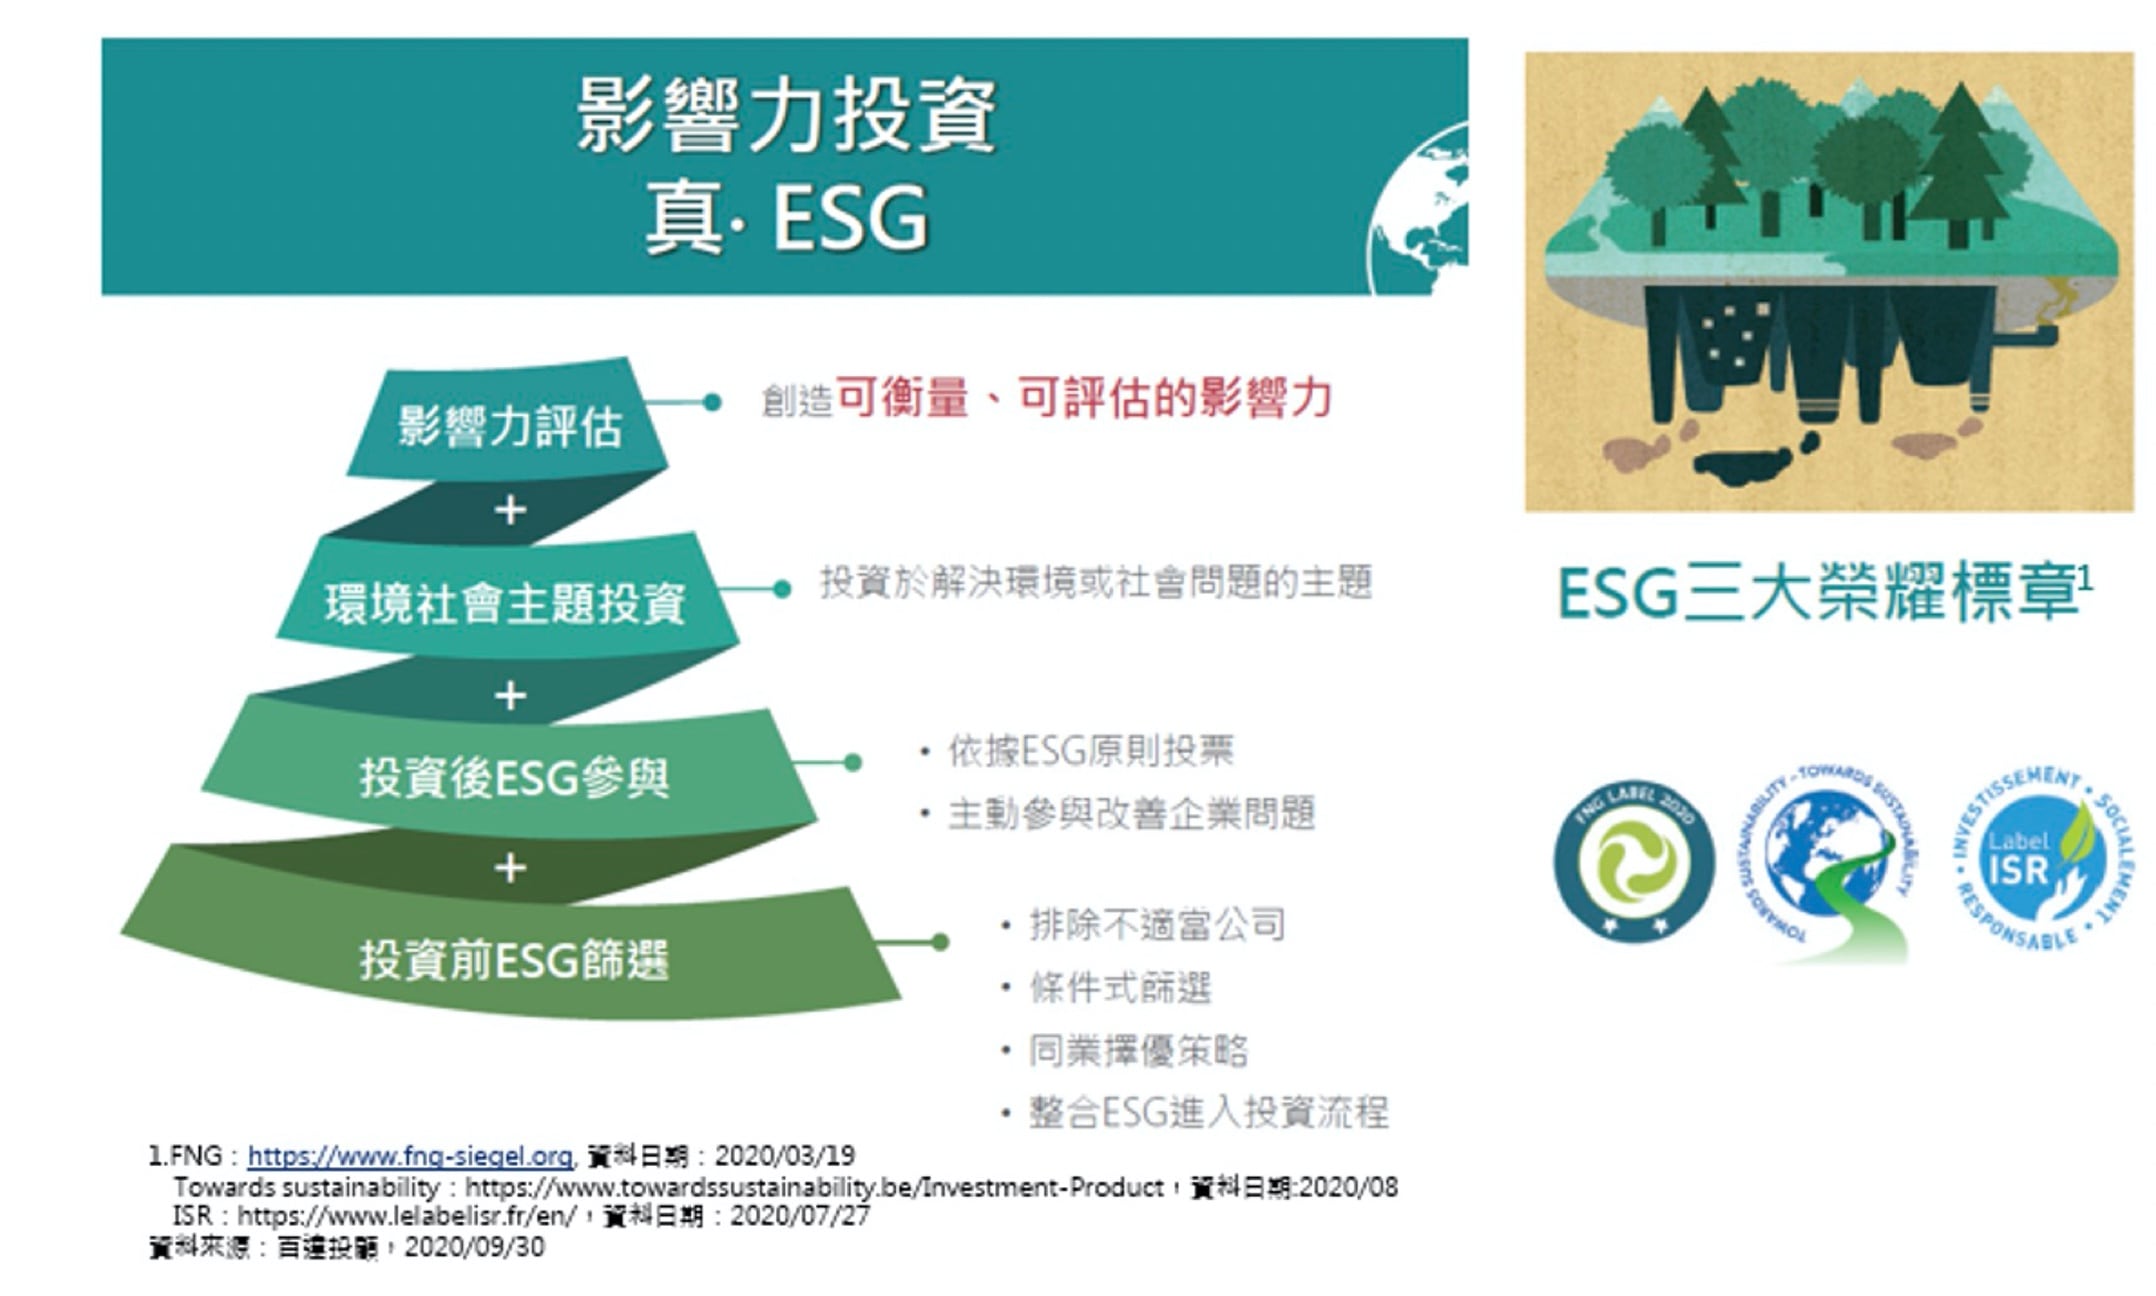 影響力投資
真· ESG
影響力評估
創造可衡量、可評估的影響力
+
環境社會主題投資
投資於解決環境或社會問題的主題
+
投資後ESG參與
• 依據ESG原則投票
• 主動參與改善企業問題
+
投資前ESG篩選
• 排除不適當公司
• 條件式篩選
• 同業擇優策略
• 整合ESG進入投資流程
ESG三大榮耀標章1
FNG LABEL 2020
TOWARDS SUSTAINABILITY - TOWARDS SUSTAINABILITY
INVESTISSEMENT • SOCIALEMENT • RESPONSABLE •
Label
ISR
1.FNG：https://www.fng-siegel.org, 資料日期：2020/03/19
Towards sustainability：https://www.towardssustainability.be/Investment-Product，資料日期:2020/08
ISR：https://www.lelabelisr.fr/en/，資料日期：2020/07/27
資料來源：百達投顧，2020/09/30